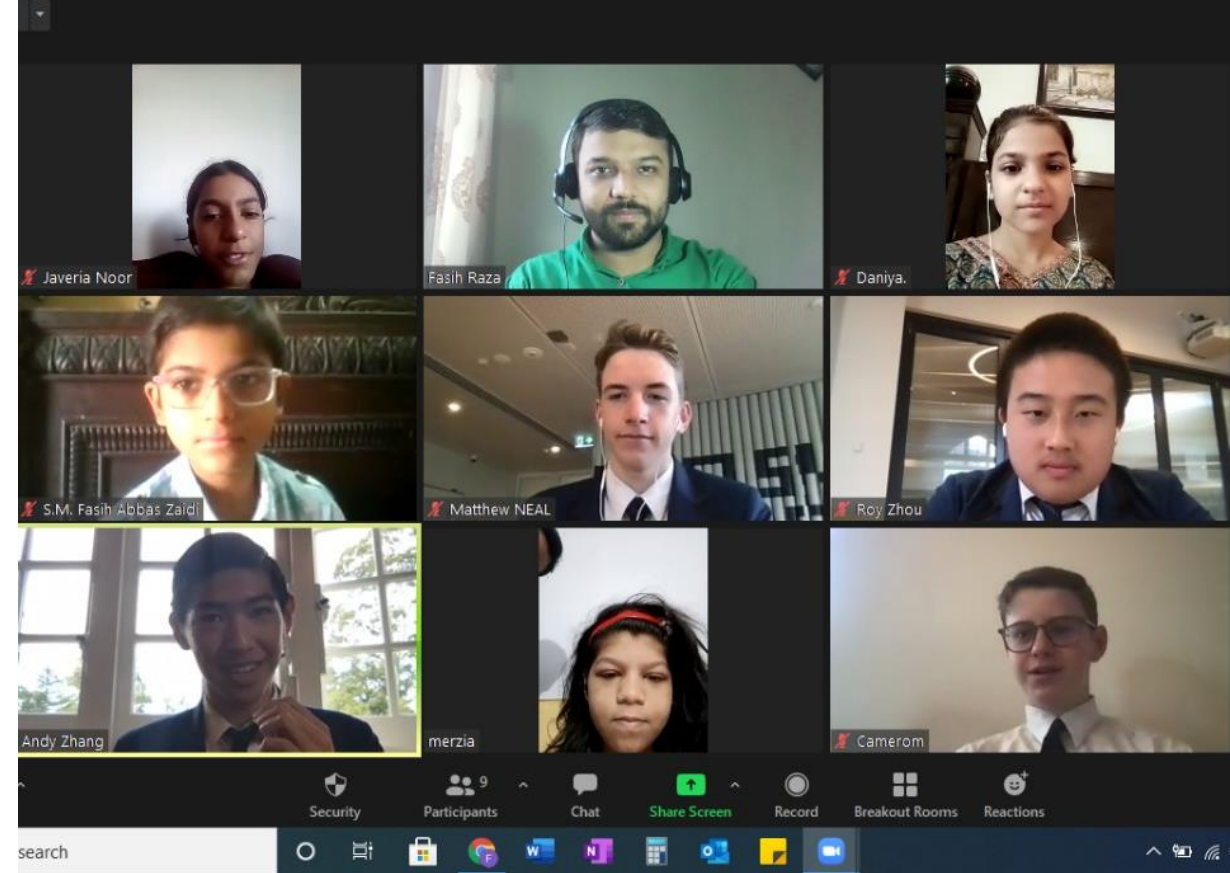 Javeria Noor
Fasih Raza
Daniya.
S.M. Fasih Abbas Zaidi
Matthew NEAL
Roy Zhou
Andy Zhang
merzia
Camerom
9
Security
Participants
Chat
Share Screen
Record
Breakout Rooms
Reactions
search